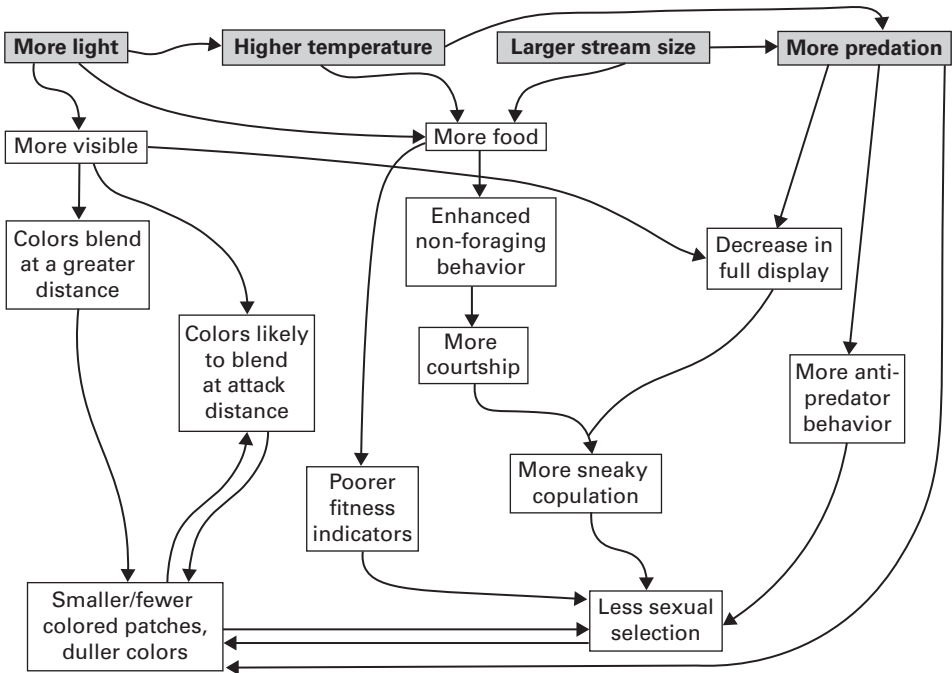 More light
Higher temperature
Larger stream size
More predation
More visible
More food
Colors blend
at a greater
distance
Enhanced
non-foraging
behavior
Decrease in
full display
Colors likely
to blend
at attack
distance
More
courtship
More anti-
predator
behavior
Poorer
fitness
indicators
More sneaky
copulation
Smaller/fewer
colored patches,
duller colors
Less sexual
selection